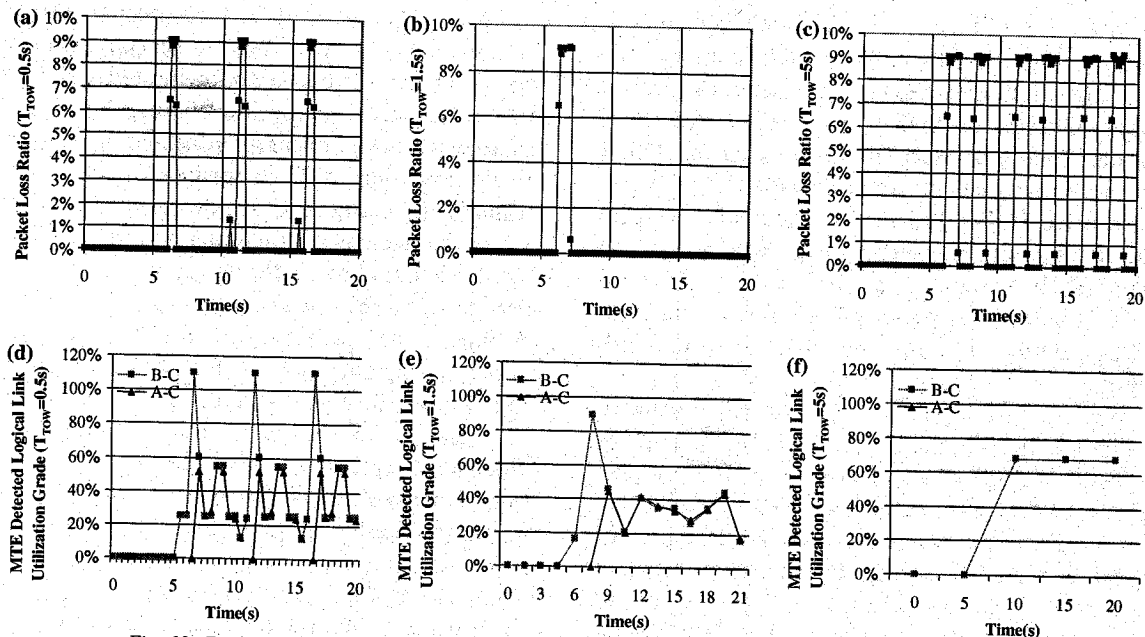 (a)
Packet Loss Ratio (TTOW=0.5s)
10%
9%
8%
7%
6%
5%
4%
3%
2%
1%
0%
0 5 10 15 20
Time(s)
(b)
Packet Loss Ratio (TTOW=1.5s)
10%
8%
6%
4%
2%
0%
0 5 10 15 20
Time(s)
(c)
Packet Loss Ratio (TTOW=5s)
10%
9%
8%
7%
6%
5%
4%
3%
2%
1%
0%
0 5 10 15 20
Time(s)
(d)
MTE Detected Logical Link
Utilization Grade (TTOW=0.5s)
120%
100%
80%
60%
40%
20%
0%
B-C
A-C
0 5 10 15 20
Time(s)
(e)
MTE Detected Logical Link
Utilization Grade (TTOW=1.5s)
120%
100%
80%
60%
40%
20%
0%
B-C
A-C
0 3 6 9 12 15 18 21
Time(s)
(f)
MTE Detected Logical Link
Utilization Grade (TTOW=5s)
120%
100%
80%
60%
40%
20%
0%
B-C
A-C
0 5 10 15 20
Time(s)